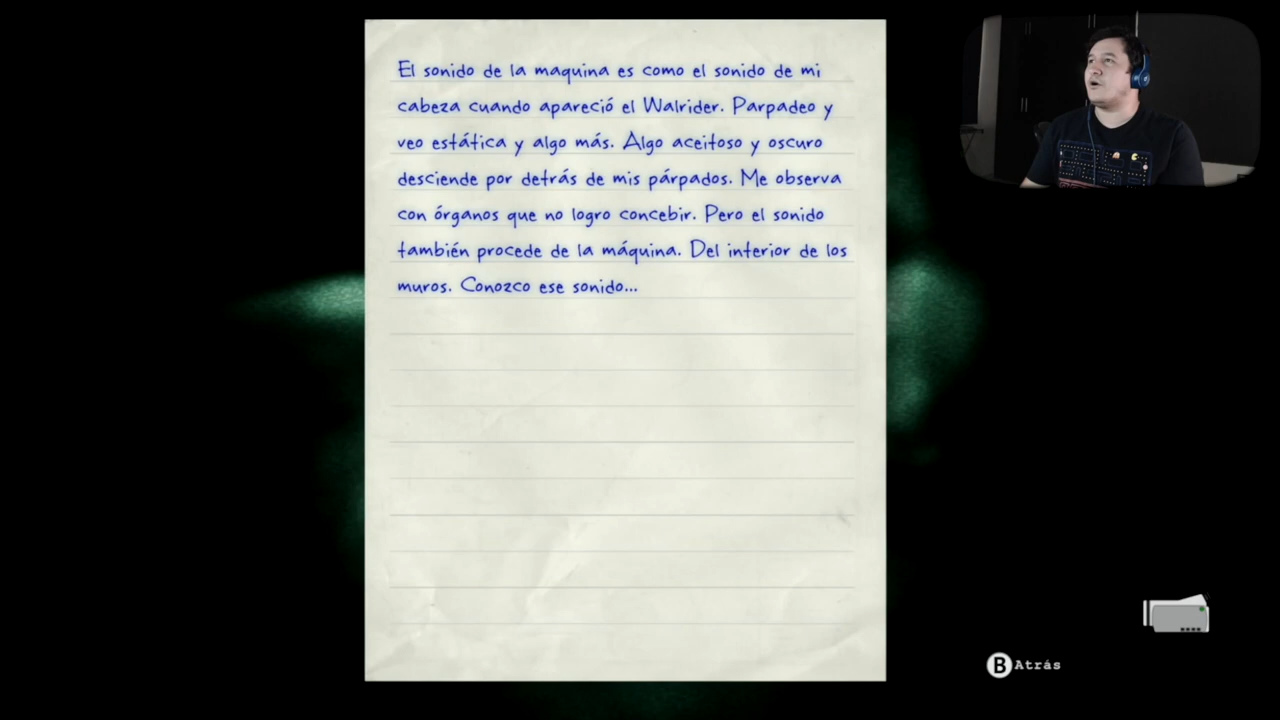 El sonido de la maquina es como el sonido de mi
cabeza cuando apareció el Walrider. Parpadeo y
veo estática y algo más. Algo aceitoso y oscuro
desciende por detrás de mis párpados. Me observa
con órganos que no logro concebir. Pero el sonido
también procede de la máquina. Del interior de los
muros. Conozco ese sonido...
B Atrás